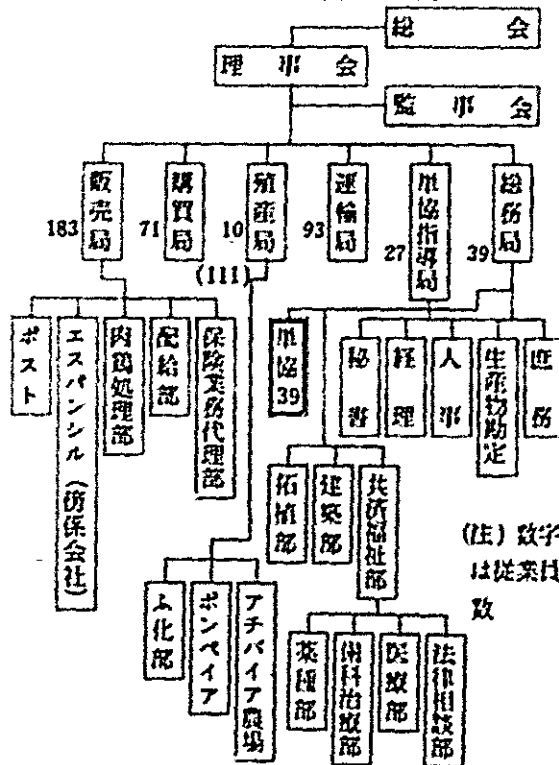 総会
理事会
監事会
販売局
183
購買局
71
殖産局
10
(111)
運輸局
93
単協指導局
27
総務局
39
ポスト
エスパンシル（傍係会社）
肉鶏処理部
配給部
保険業務代理部
単協39
秘書
経理
人事
生産物勘定
庶務
拓植部
建築部
共済福祉部
(註) 数字
は従業員
数
ふ化部
ポンペイア
アチバイア農場
薬種部
歯科治療部
医療部
法律相談部